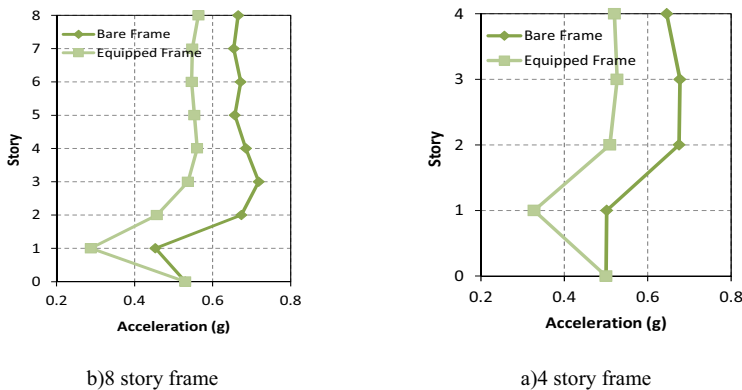 8
7
6
5
4
3
2
1
0
Story
Bare Frame
Equipped Frame
0.2 0.4 0.6 0.8
Acceleration (g)
b)8 story frame
4
3
2
1
0
Story
Bare Frame
Equipped Frame
0.2 0.4 0.6 0.8
Acceleration (g)
a)4 story frame